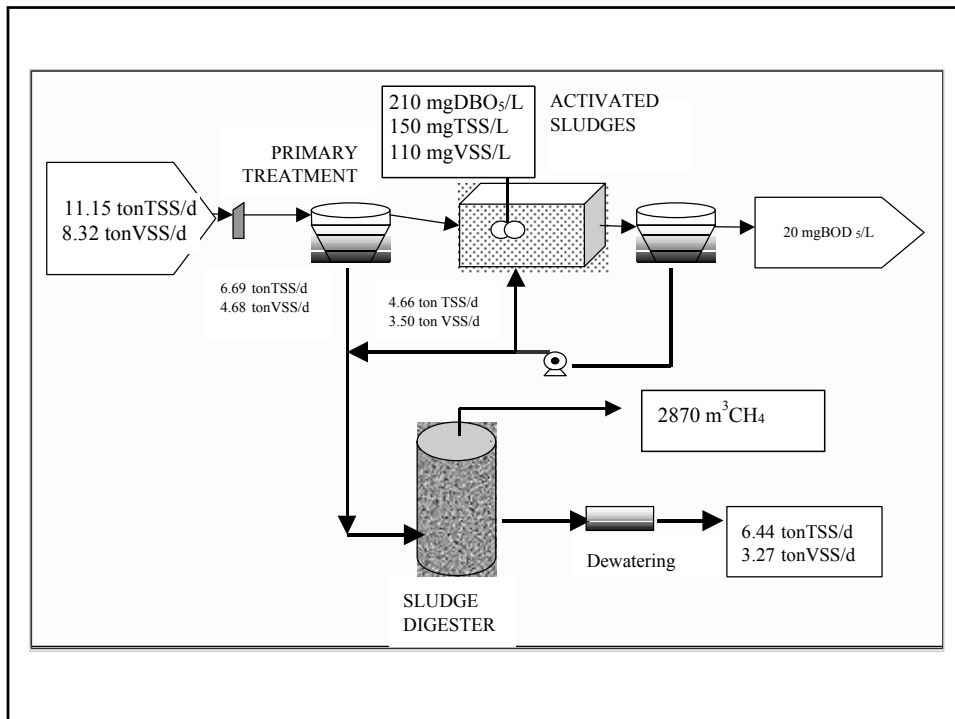 210 mgDBO₅/L
150 mgTSS/L
110 mgVSS/L
ACTIVATED
SLUDGES
PRIMARY
TREATMENT
11.15 tonTSS/d
8.32 tonVSS/d
20 mgBOD ₅/L
6.69 tonTSS/d
4.68 tonVSS/d
4.66 ton TSS/d
3.50 ton VSS/d
2870 m³CH₄
6.44 tonTSS/d
3.27 tonVSS/d
Dewatering
SLUDGE
DIGESTER